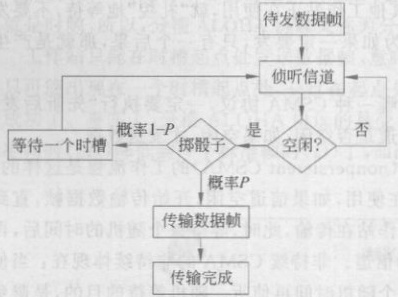 待发数据帧
侦听信道
概率1-P
是
否
等待一个时槽
掷骰子
空闲?
概率P
传输数据帧
传输完成